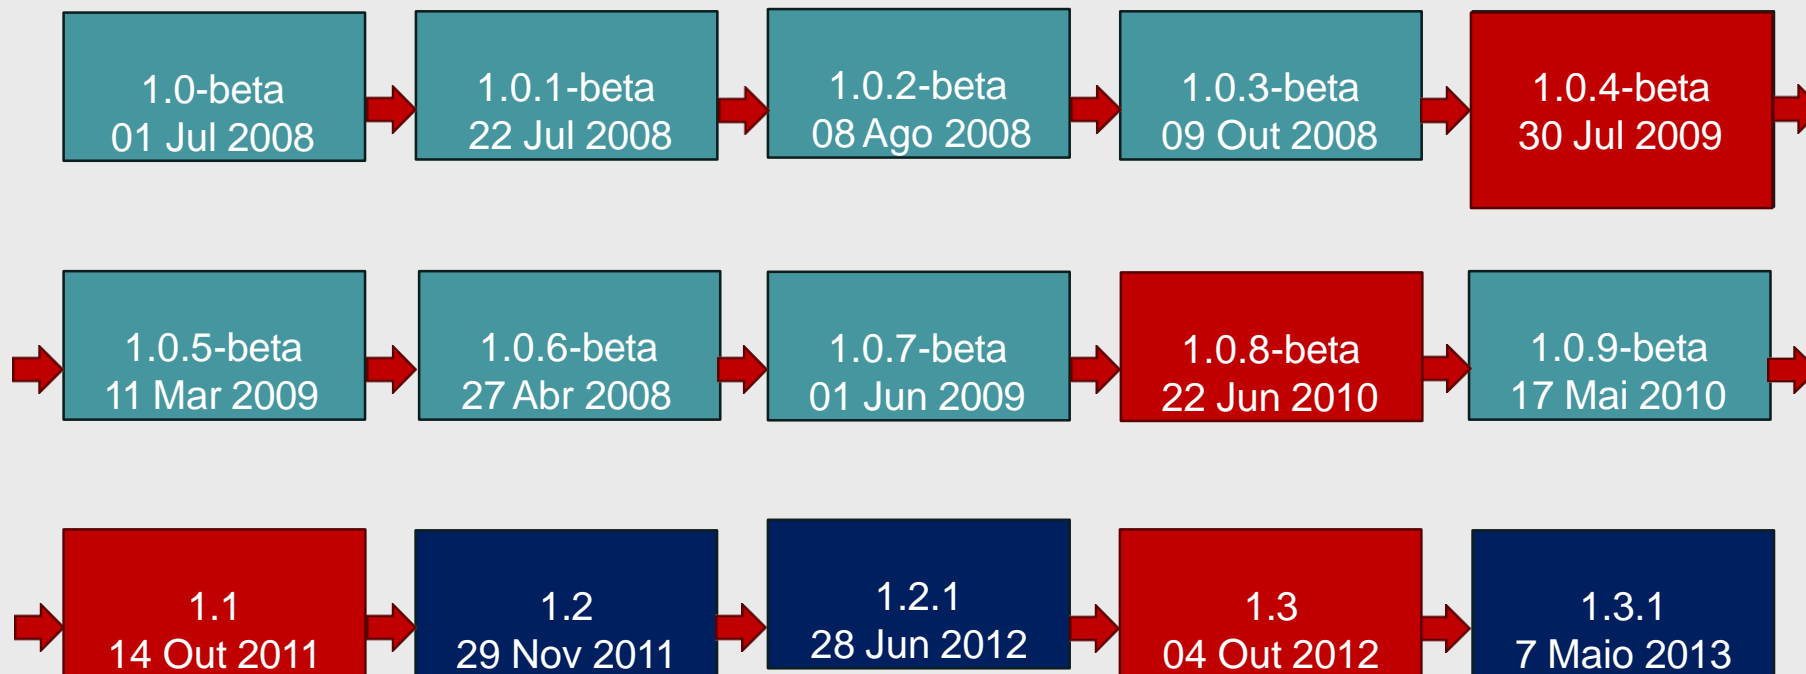 1.0-beta
01 Jul 2008
1.0.1-beta
22 Jul 2008
1.0.2-beta
08 Ago 2008
1.0.3-beta
09 Out 2008
1.0.4-beta
30 Jul 2009
1.0.5-beta
11 Mar 2009
1.0.6-beta
27 Abr 2008
1.0.7-beta
01 Jun 2009
1.0.8-beta
22 Jun 2010
1.0.9-beta
17 Mai 2010
1.1
14 Out 2011
1.2
29 Nov 2011
1.2.1
28 Jun 2012
1.3
04 Out 2012
1.3.1
7 Maio 2013